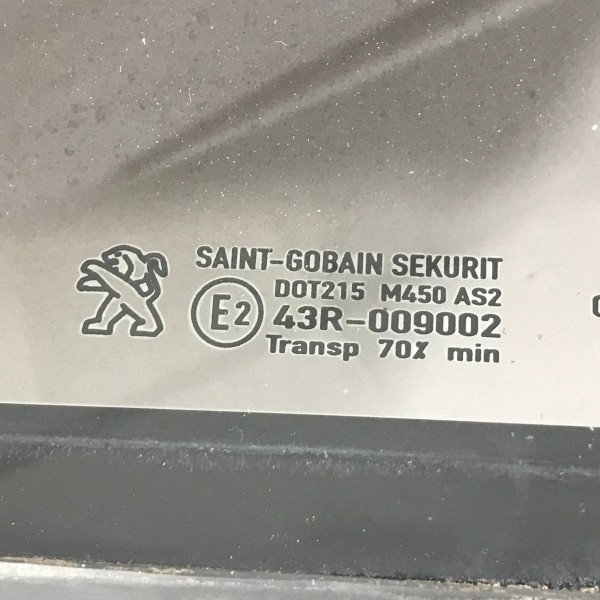 SAINT-GOBAIN SEKURIT
DOT215 M450 AS2
E2 43R-009002
Transp 70% min